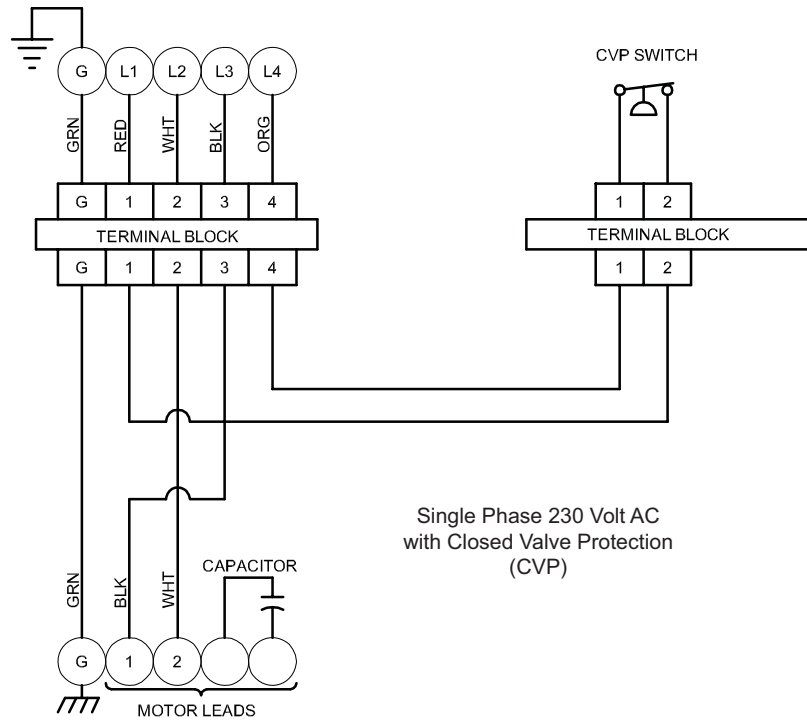 G L1 L2 L3 L4
CVP SWITCH
GRN RED WHT BLK ORG
G 1 2 3 4
1 2
TERMINAL BLOCK
TERMINAL BLOCK
G 1 2 3 4
1 2
Single Phase 230 Volt AC
with Closed Valve Protection
(CVP)
CAPACITOR
GRN BLK WHT
G 1 2
MOTOR LEADS